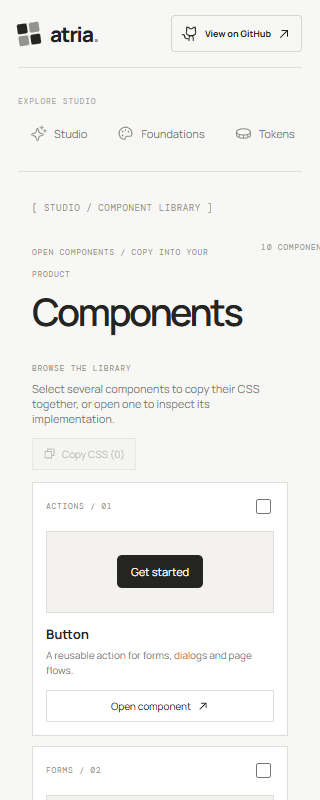 atria.
View on GitHub
EXPLORE STUDIO
Studio
Foundations
Tokens
[ STUDIO / COMPONENT LIBRARY ]
OPEN COMPONENTS / COPY INTO YOUR
PRODUCT
10 COMPONEN
Components
BROWSE THE LIBRARY
Select several components to copy their CSS
together, or open one to inspect its
implementation.
Copy CSS (0)
ACTIONS / 01
Get started
Button
A reusable action for forms, dialogs and page
flows.
Open component
FORMS / 02